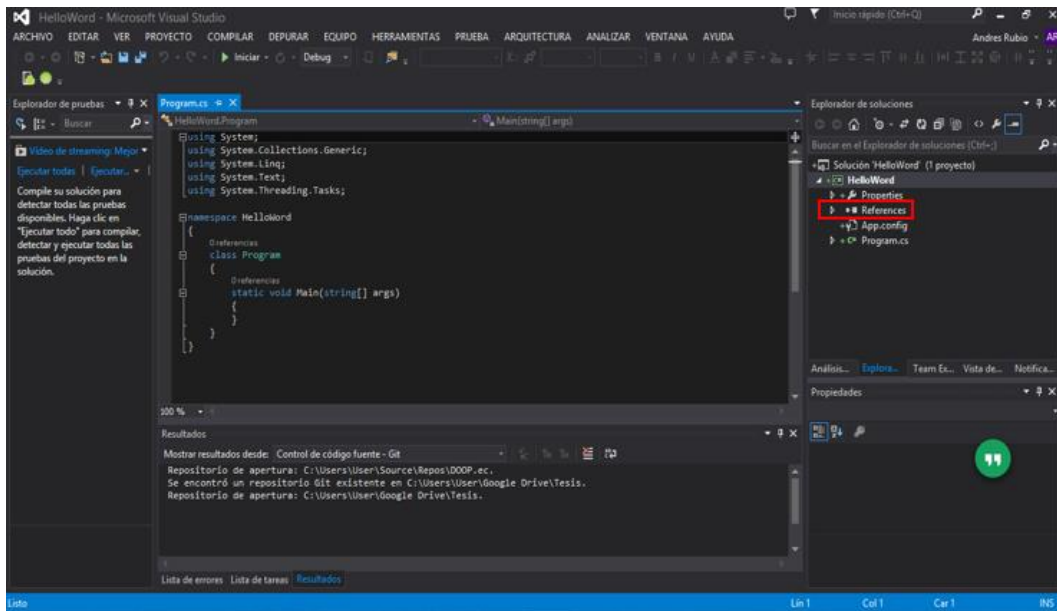 HelloWord - Microsoft Visual Studio
Inicio rápido (Ctrl+Q)
ARCHIVO EDITAR VER PROYECTO COMPILAR DEPURAR EQUIPO HERRAMIENTAS PRUEBA ARQUITECTURA ANALIZAR VENTANA AYUDA
Andres Rubio
AR
Iniciar
Debug
Explorador de pruebas
Buscar
Video de streaming: Mejor
Ejecutar todas | Ejecutar...
Compile su solución para
detectar todas las pruebas
disponibles. Haga clic en
"Ejecutar todo" para compilar,
detectar y ejecutar todas las
pruebas del proyecto en la
solución.
Program.cs
HelloWord.Program
Main(string[] args)
using System;
using System.Collections.Generic;
using System.Linq;
using System.Text;
using System.Threading.Tasks;
namespace HelloWord
{
0 referencias
class Program
{
0 referencias
static void Main(string[] args)
{
}
}
}
100 %
Resultados
Mostrar resultados desde: Control de código fuente - Git
Repositorio de apertura: C:\Users\User\Source\Repos\DOOP.ec.
Se encontró un repositorio Git existente en C:\Users\User\Google Drive\Tesis.
Repositorio de apertura: C:\Users\User\Google Drive\Tesis.
Lista de errores Lista de tareas Resultados
Explorador de soluciones
Buscar en el Explorador de soluciones (Ctrl+;)
Solución 'HelloWord' (1 proyecto)
HelloWord
Properties
References
App.config
Program.cs
Análisis... Explora... Team Ex... Vista de... Notifica...
Propiedades
Listo
Lín 1 Col 1 Car 1 INS